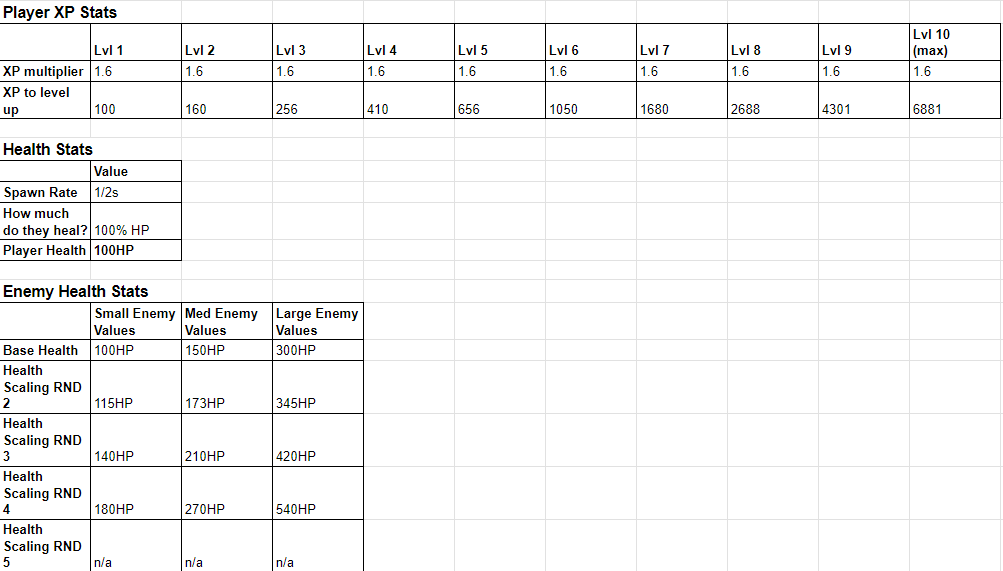 Player XP Stats
Lvl 1 Lvl 2 Lvl 3 Lvl 4 Lvl 5 Lvl 6 Lvl 7 Lvl 8 Lvl 9 Lvl 10 (max)
XP multiplier 1.6 1.6 1.6 1.6 1.6 1.6 1.6 1.6 1.6 1.6
XP to level up 100 160 256 410 656 1050 1680 2688 4301 6881
Health Stats
Value
Spawn Rate 1/2s
How much do they heal? 100% HP
Player Health 100HP
Enemy Health Stats
Small Enemy Values Med Enemy Values Large Enemy Values
Base Health 100HP 150HP 300HP
Health Scaling RND 2 115HP 173HP 345HP
Health Scaling RND 3 140HP 210HP 420HP
Health Scaling RND 4 180HP 270HP 540HP
Health Scaling RND 5 n/a n/a n/a